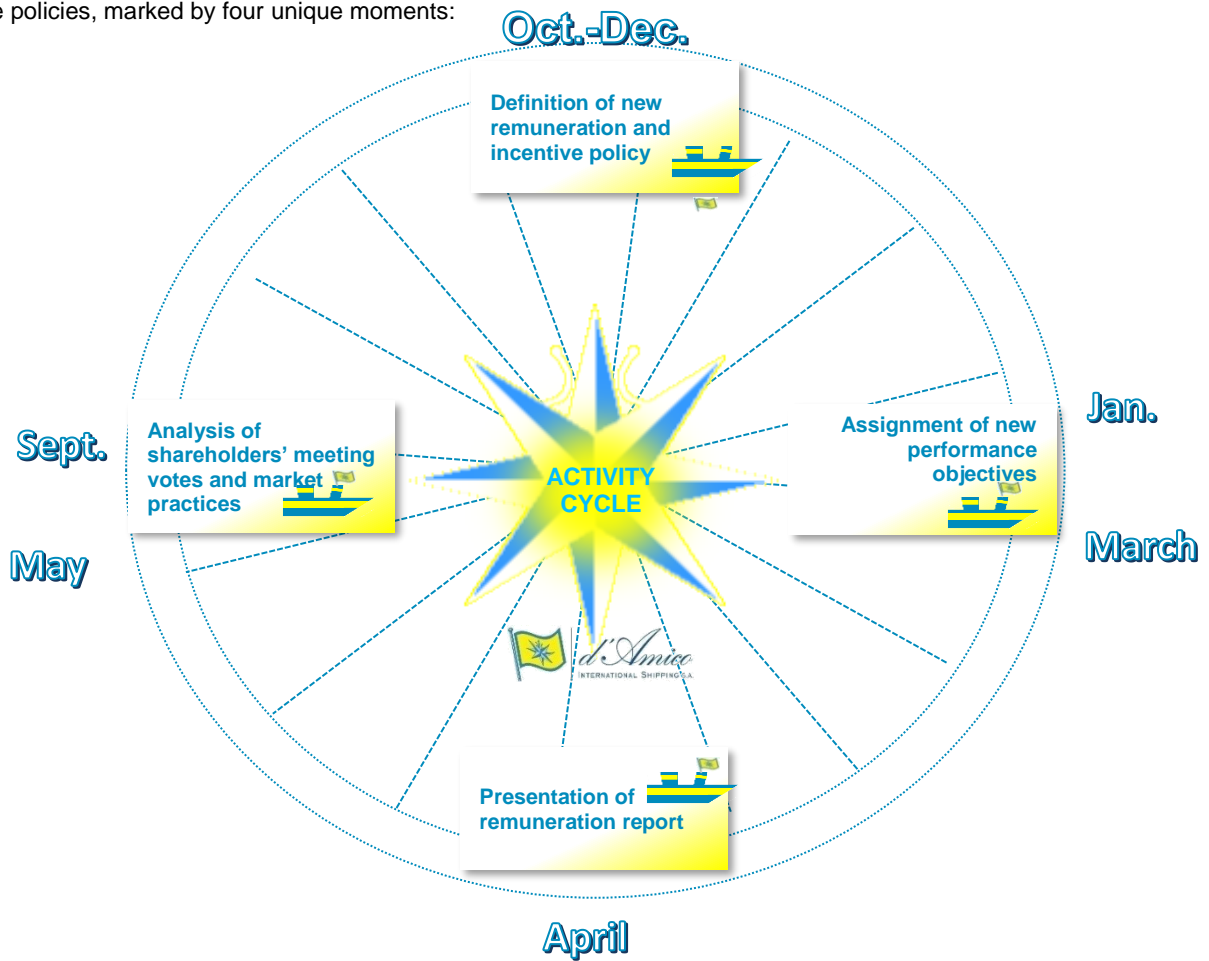 e policies, marked by four unique moments:
Oct.-Dec.
Definition of new
remuneration and
incentive policy
Jan.
Assignment of new
performance
objectives
March
Sept.
Analysis of
shareholders’ meeting
votes and market
practices
May
ACTIVITY
CYCLE
d'Amico
INTERNATIONAL SHIPPING S.A.
Presentation of
remuneration report
April